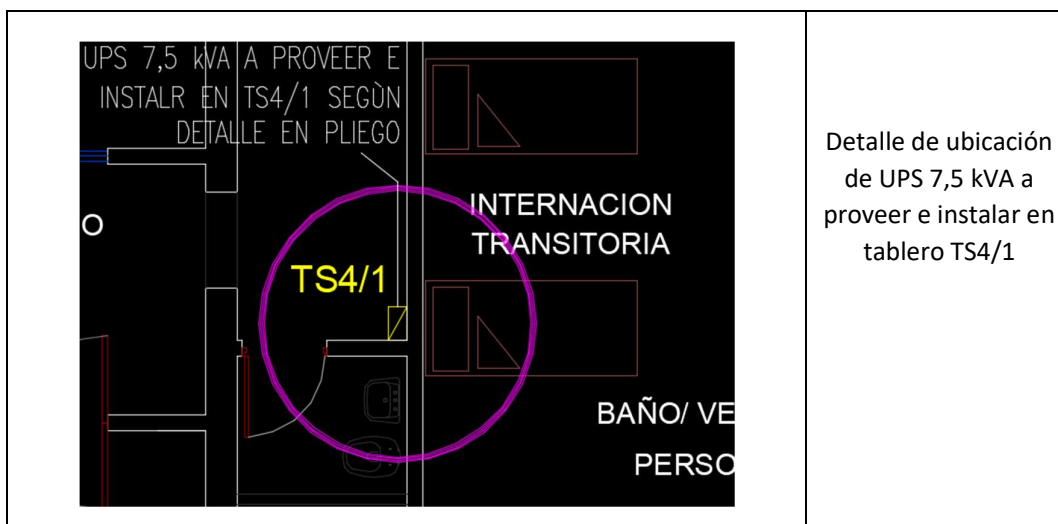 UPS 7,5 kVA A PROVEER E
INSTALR EN TS4/1 SEGÙN
DETALLE EN PLIEGO
INTERNACION
TRANSITORIA
O
TS4/1
BAÑO/ VE
PERSO
Detalle de ubicación
de UPS 7,5 kVA a
proveer e instalar en
tablero TS4/1